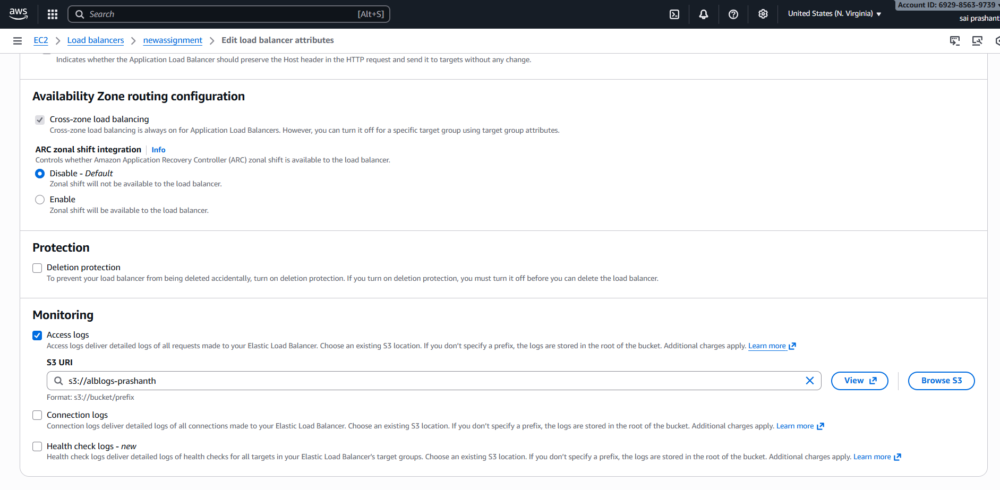 aws
Search [Alt+S]
United States (N. Virginia)
Account ID: 6929-8563-9739
sai prashant
EC2 Load balancers newassignment Edit load balancer attributes
Indicates whether the Application Load Balancer should preserve the Host header in the HTTP request and send it to targets without any change.
Availability Zone routing configuration
Cross-zone load balancing
Cross-zone load balancing is always on for Application Load Balancers. However, you can turn it off for a specific target group using target group attributes.
ARC zonal shift integration Info
Controls whether Amazon Application Recovery Controller (ARC) zonal shift is available to the load balancer.
Disable - Default
Zonal shift will not be available to the load balancer.
Enable
Zonal shift will be available to the load balancer.
Protection
Deletion protection
To prevent your load balancer from being deleted accidentally, turn on deletion protection. If you turn on deletion protection, you must turn it off before you can delete the load balancer.
Monitoring
Access logs
Access logs deliver detailed logs of all requests made to your Elastic Load Balancer. Choose an existing S3 location. If you don’t specify a prefix, the logs are stored in the root of the bucket. Additional charges apply. Learn more
S3 URI
s3://alblogs-prashanth View Browse S3
Format: s3://bucket/prefix
Connection logs
Connection logs deliver detailed logs of all connections made to your Elastic Load Balancer. Choose an existing S3 location. If you don’t specify a prefix, the logs are stored in the root of the bucket. Additional charges apply. Learn more
Health check logs - new
Health check logs deliver detailed logs of health checks for all targets in your Elastic Load Balancer's target groups. Choose an existing S3 location. If you don’t specify a prefix, the logs are stored in the root of the bucket. Additional charges apply. Learn more